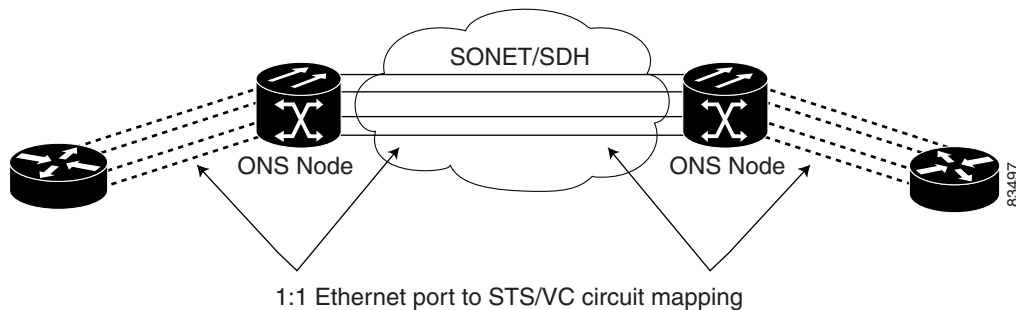 SONET/SDH
ONS Node
ONS Node
83497
1:1 Ethernet port to STS/VC circuit mapping